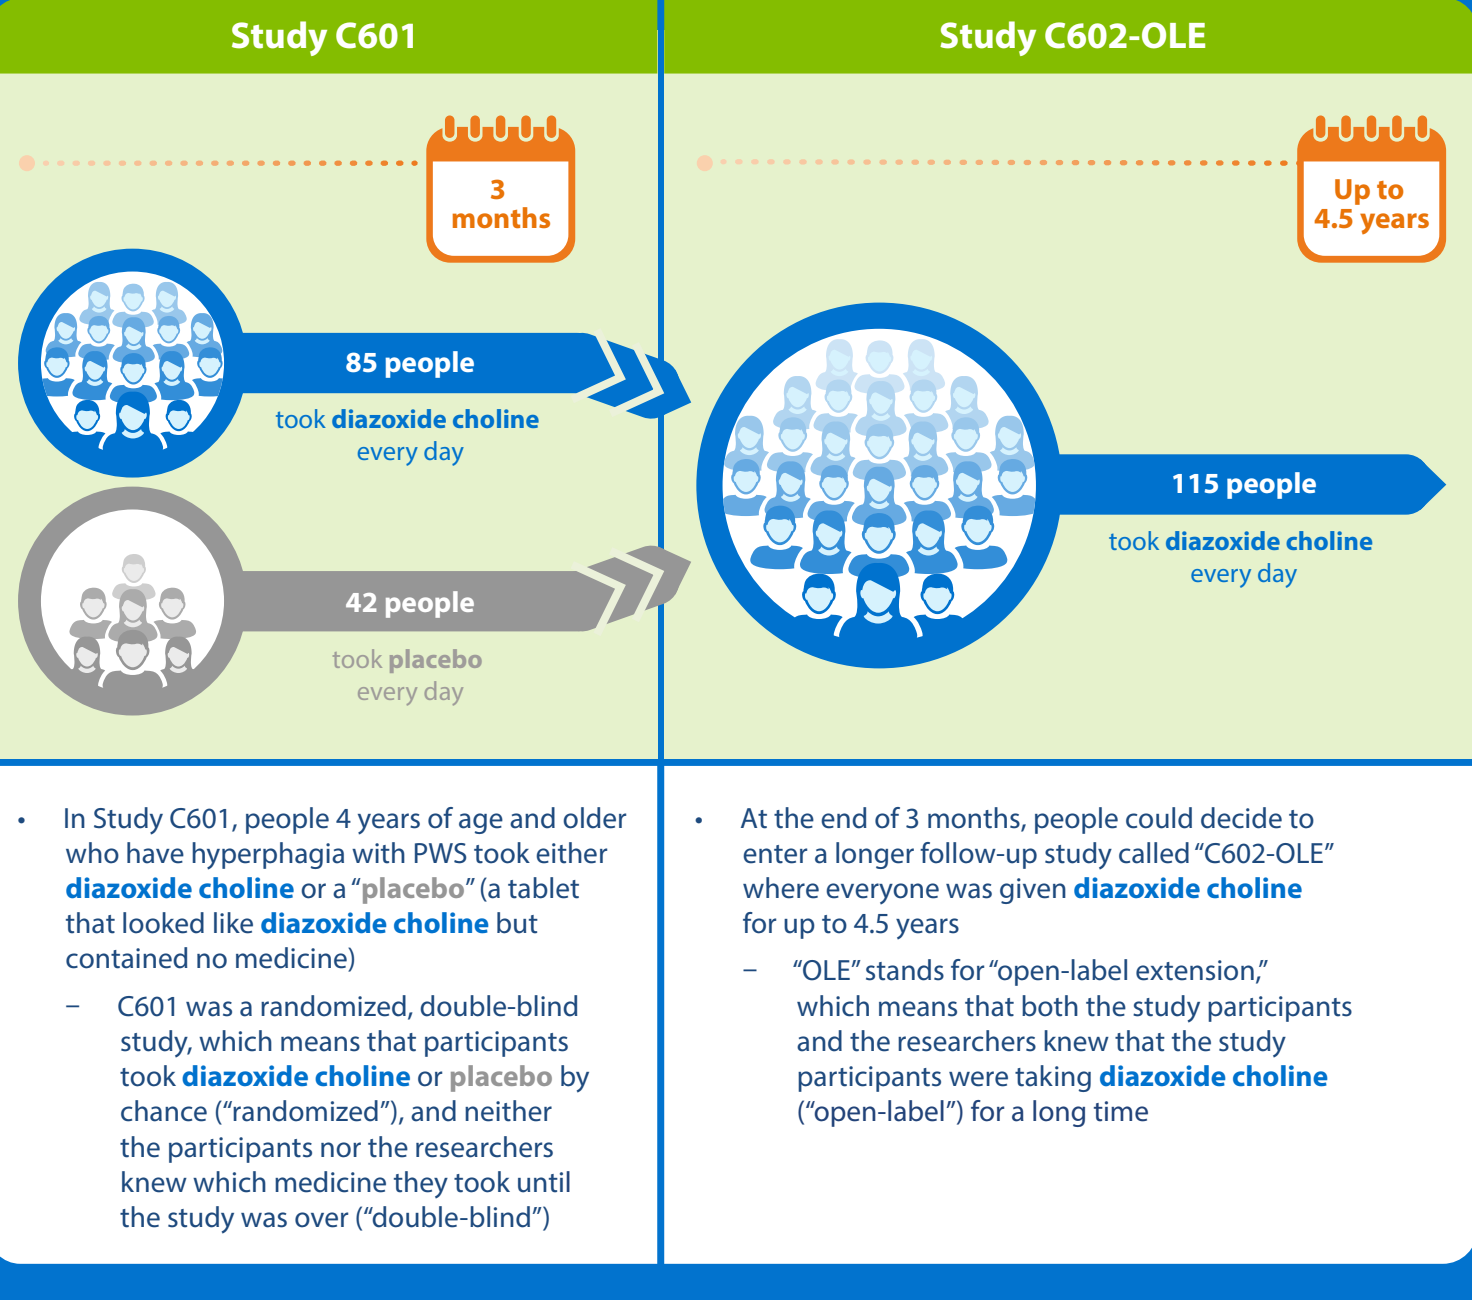 Study C601
3
months
85 people
took diazoxide choline
every day
42 people
took placebo
every day
• In Study C601, people 4 years of age and older
who have hyperphagia with PWS took either
diazoxide choline or a “placebo” (a tablet
that looked like diazoxide choline but
contained no medicine)
– C601 was a randomized, double-blind
study, which means that participants
took diazoxide choline or placebo by
chance (“randomized”), and neither
the participants nor the researchers
knew which medicine they took until
the study was over (“double-blind”)
Study C602-OLE
Up to
4.5 years
115 people
took diazoxide choline
every day
• At the end of 3 months, people could decide to
enter a longer follow-up study called “C602-OLE”
where everyone was given diazoxide choline
for up to 4.5 years
– “OLE” stands for “open-label extension,”
which means that both the study participants
and the researchers knew that the study
participants were taking diazoxide choline
(“open-label”) for a long time